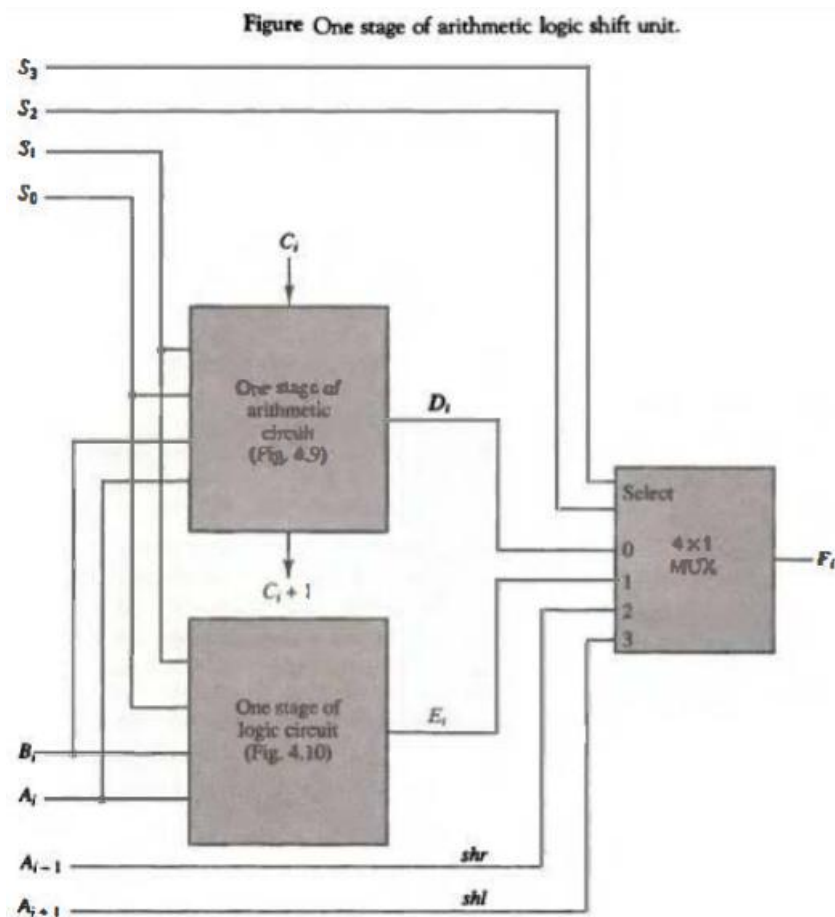 Figure One stage of arithmetic logic shift unit.
S₃
S₂
S₁
S₀
Cᵢ
One stage of
arithmetic
circuit
(Fig. 4.9)
Dᵢ
Select
0
4 × 1
MUX
Fᵢ
1
2
3
Cᵢ + 1
One stage of
logic circuit
(Fig. 4.10)
Eᵢ
Bᵢ
Aᵢ
Aᵢ₋₁
shr
Aᵢ₊₁
shl